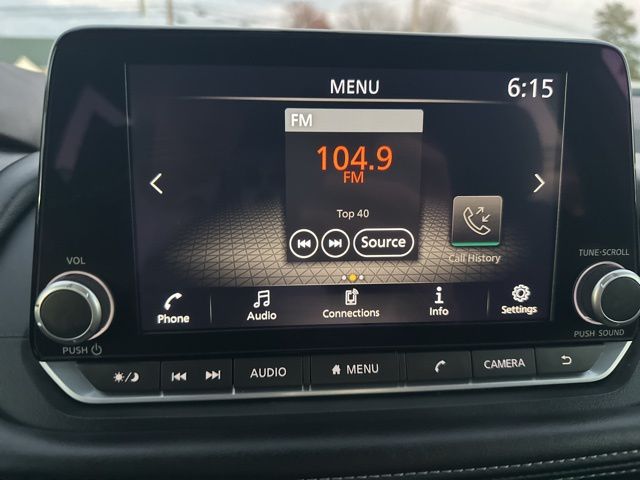 MENU 6:15
FM
104.9
FM
Top 40
Source
Call History
VOL
TUNE·SCROLL
Phone Audio Connections Info Settings
PUSH
PUSH SOUND
AUDIO MENU CAMERA